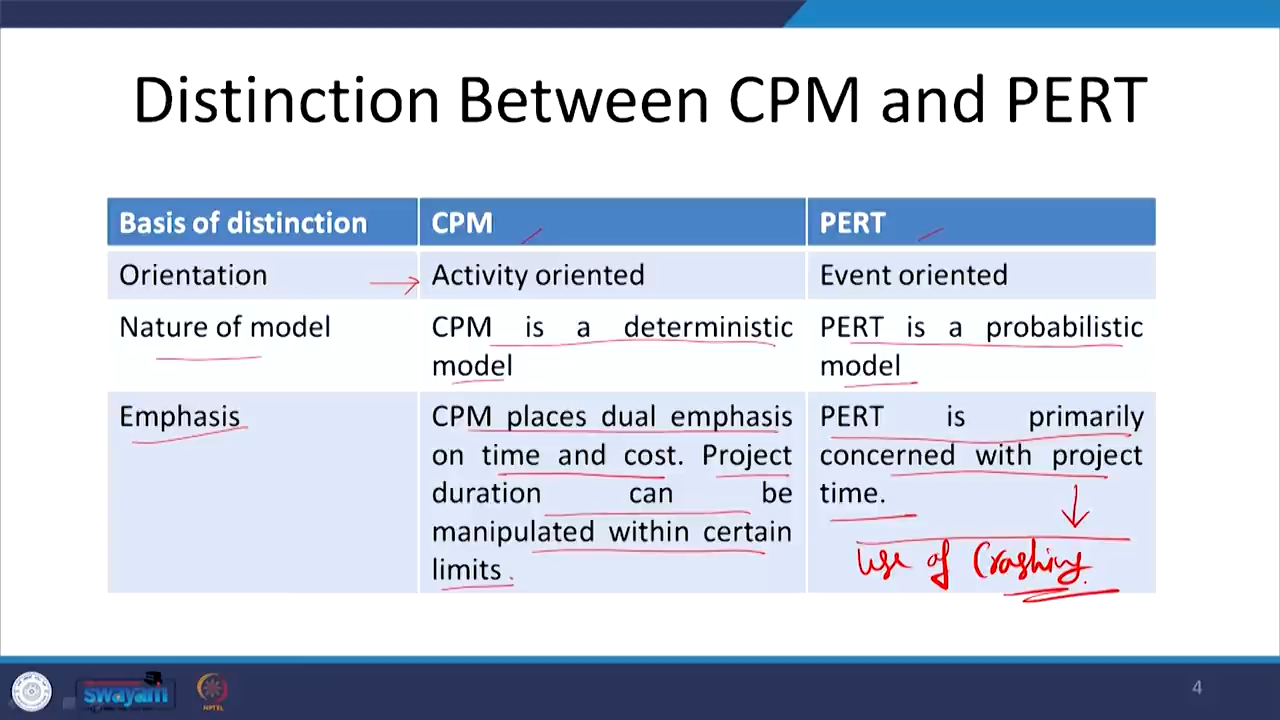 Distinction Between CPM and PERT
Basis of distinction CPM PERT
Orientation Activity oriented Event oriented
Nature of model CPM is a deterministic PERT is a probabilistic
model model
Emphasis CPM places dual emphasis PERT is primarily
on time and cost. Project concerned with project
duration can be time.
manipulated within certain
limits.
use of Crashing.
swayam
NPTEL
4